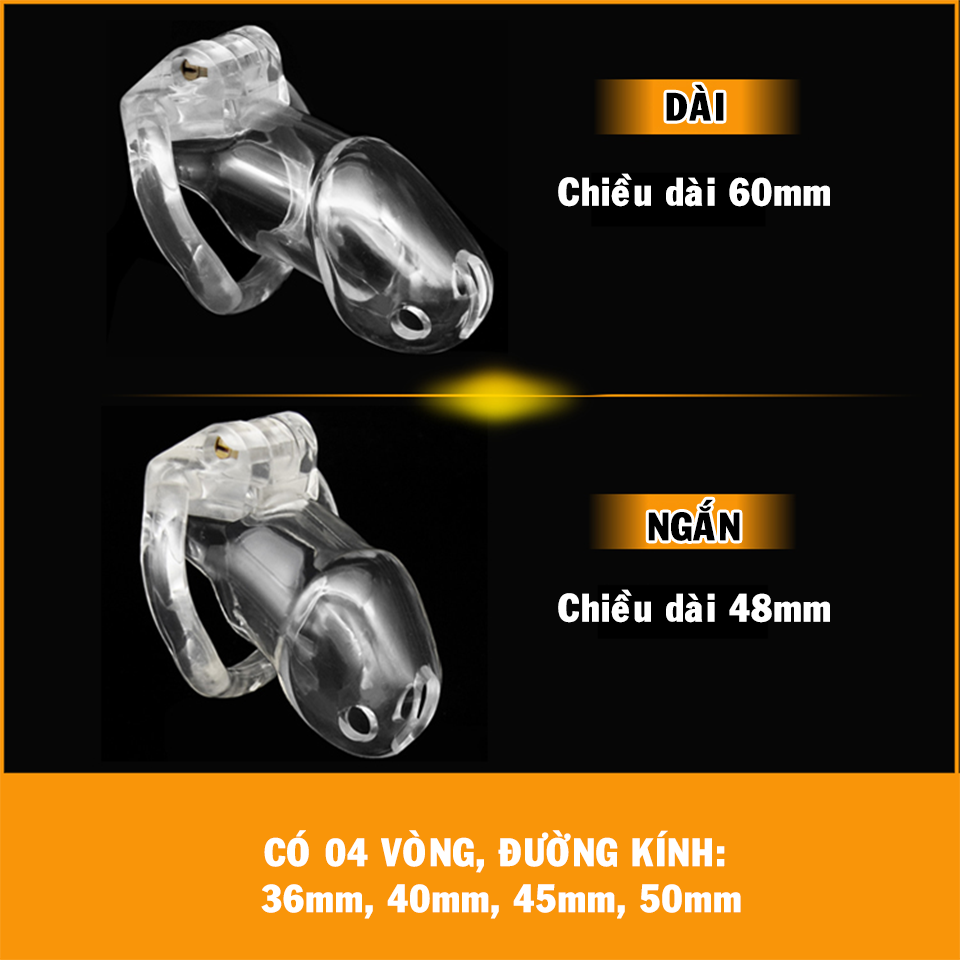 DÀI
Chiều dài 60mm
NGẮN
Chiều dài 48mm
CÓ 04 VÒNG, ĐƯỜNG KÍNH:
36mm, 40mm, 45mm, 50mm